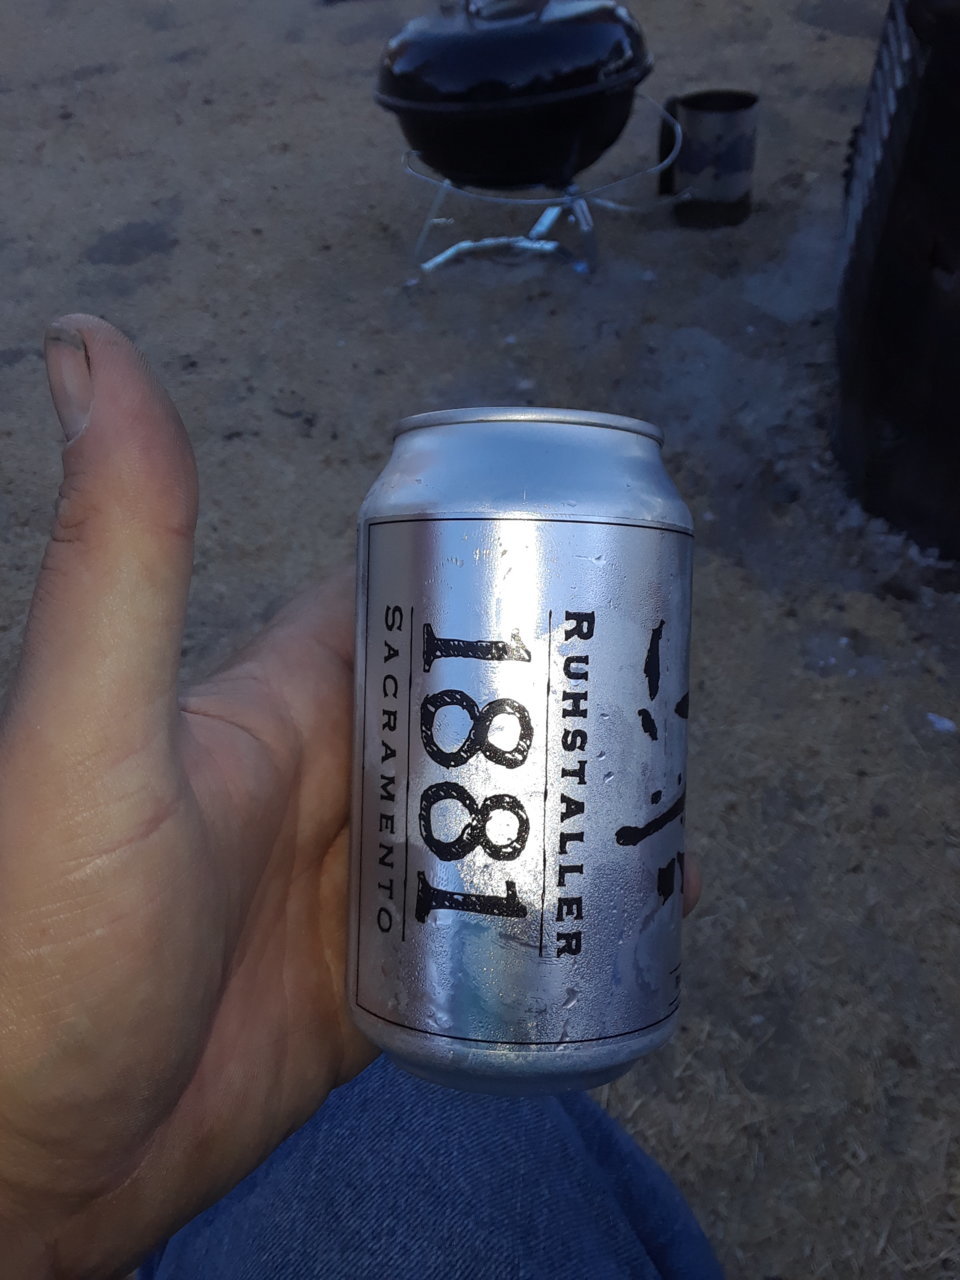 RUHSTALLER
1881
SACRAMENTO